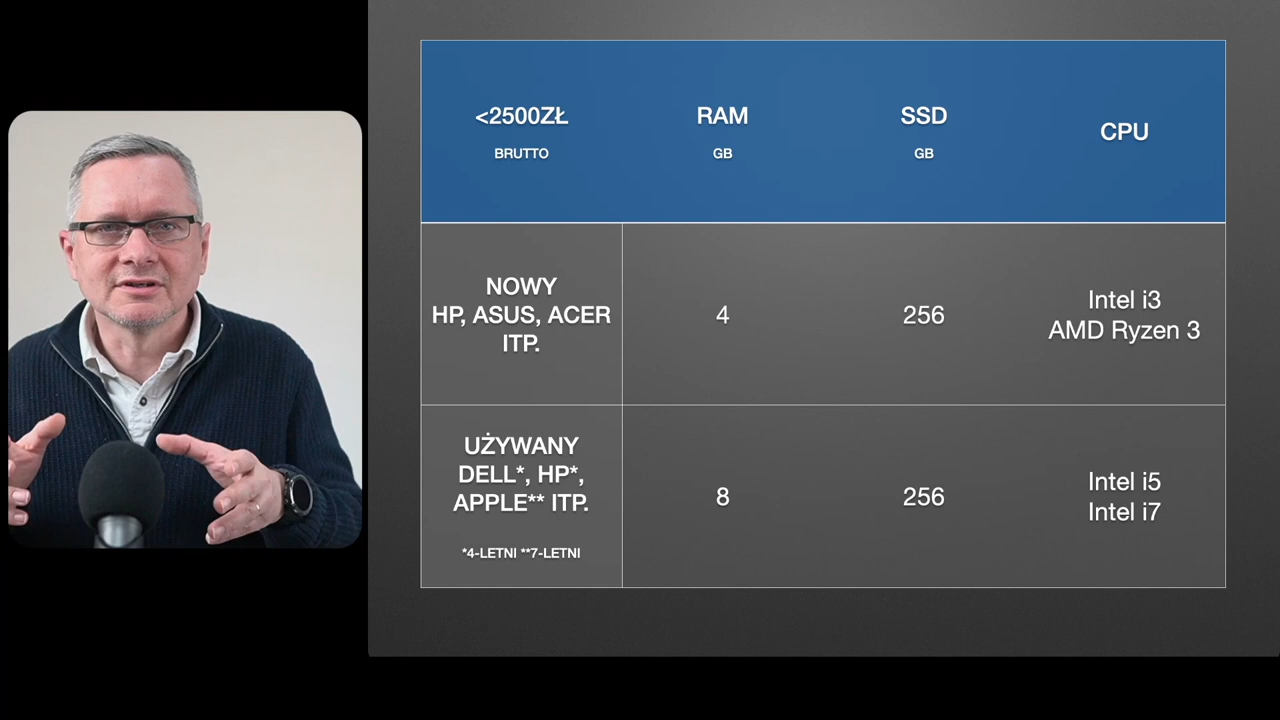 <2500ZŁ
BRUTTO
RAM
GB
SSD
GB
CPU
NOWY
HP, ASUS, ACER
ITP.
4
256
Intel i3
AMD Ryzen 3
UŻYWANY
DELL*, HP*,
APPLE** ITP.
*4-LETNI **7-LETNI
8
256
Intel i5
Intel i7